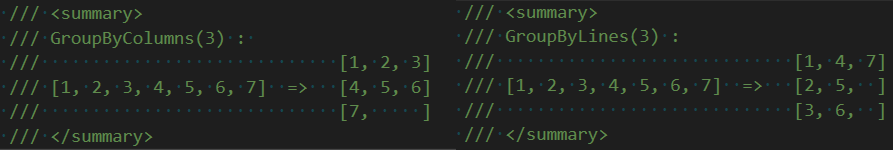 /// <summary>
/// GroupByColumns(3) :
///                             [1, 2, 3]
/// [1, 2, 3, 4, 5, 6, 7]  =>   [4, 5, 6]
///                             [7,     ]
/// </summary>
/// <summary>
/// GroupByLines(3) :
///                             [1, 4, 7]
/// [1, 2, 3, 4, 5, 6, 7]  =>   [2, 5,  ]
///                             [3, 6,  ]
/// </summary>